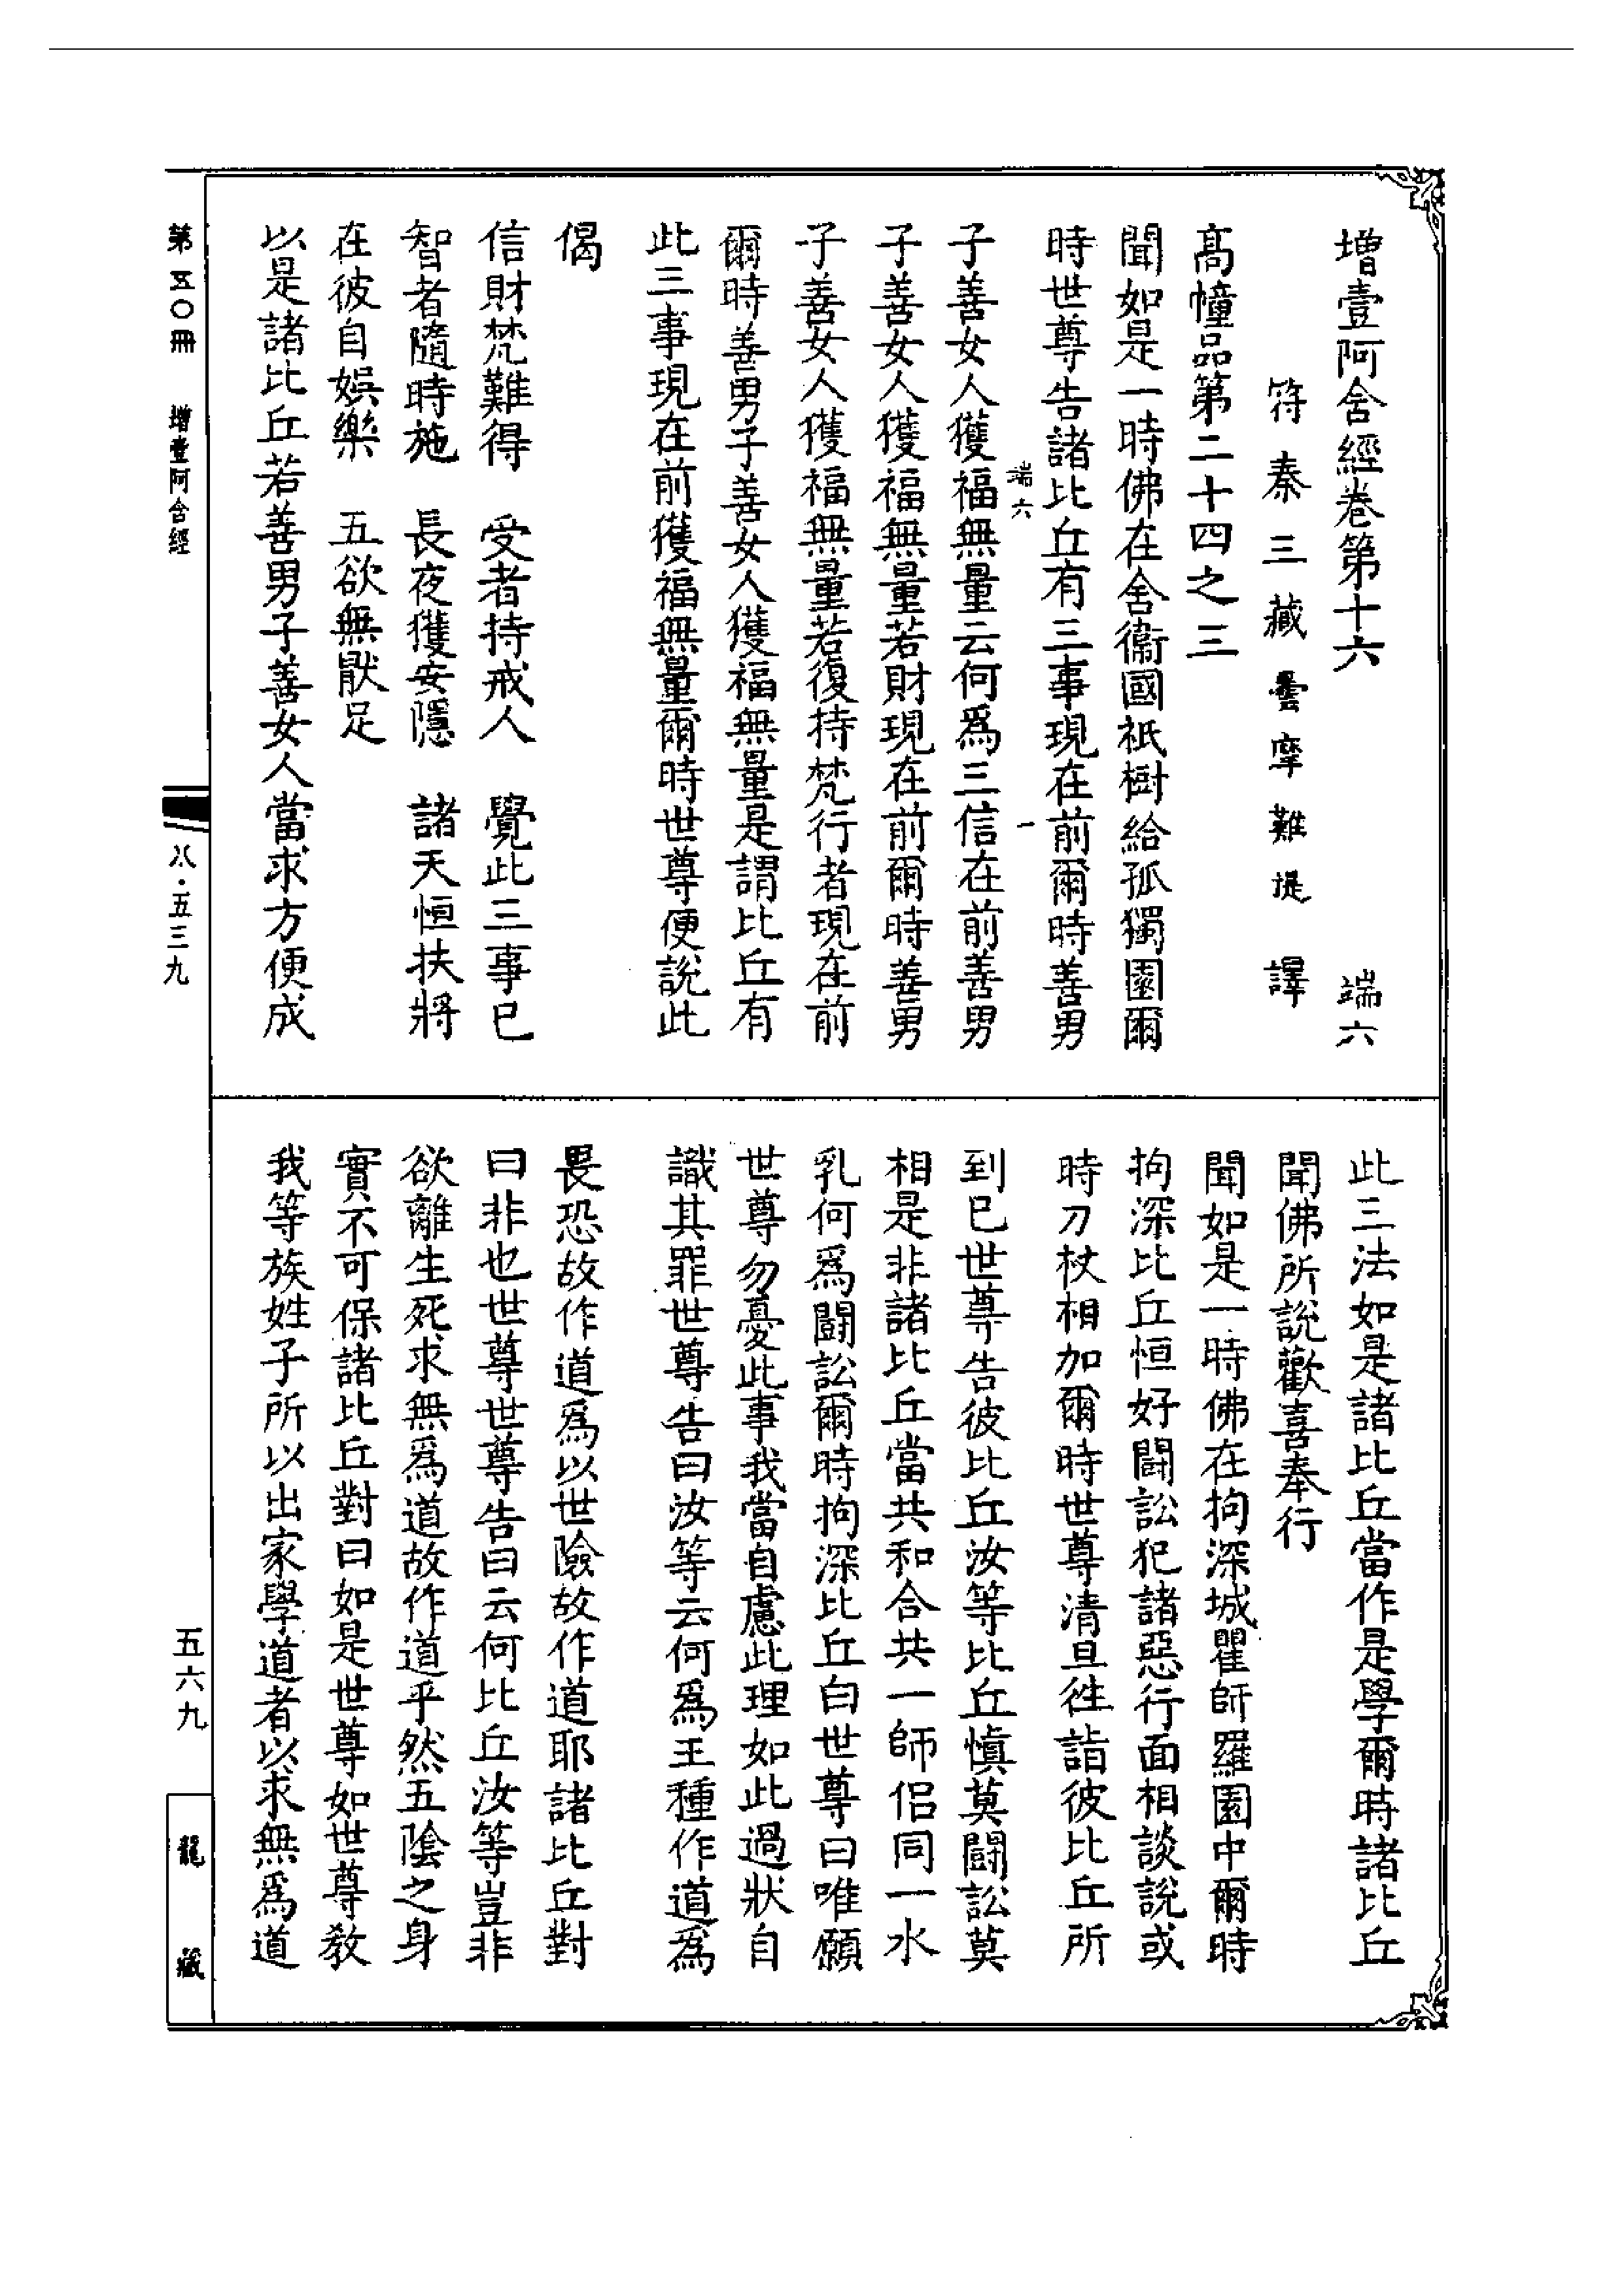 增壹阿含經卷第十六　端六
符秦三藏曇摩難提　譯
高幢品第二十四之三
聞如是一時佛在舍衞國祇樹給孤獨園爾
時世尊告諸比丘有三事現在前爾時善男
端六　一
子善女人獲福無量云何爲三信在前善男
子善女人獲福無量若財現在前爾時善男
子善女人獲福無量若復持梵行者現在前
爾時善男子善女人獲福無量是謂比丘有
此三事現在前獲福無量爾時世尊便說此
偈
信財梵難得　受者持戒人　覺此三事已
智者隨時施　長夜獲安隱　諸天恒扶將
在彼自娛樂　五欲無猒足
以是諸比丘若善男子善女人當求方便成
此三法如是諸比丘當作是學爾時諸比丘
聞佛所說歡喜奉行
聞如是一時佛在拘深城瞿師羅園中爾時
拘深比丘恒好鬪訟犯諸惡行面相談說或
時刀杖相加爾時世尊清旦往詣彼比丘所
到已世尊告彼比丘汝等比丘慎莫鬪訟莫
相是非諸比丘當共和合共一師侶同一水
乳何爲鬪訟爾時拘深比丘白世尊曰唯願
世尊勿憂此事我當自慮此理如此過狀自
識其罪世尊告曰汝等云何爲王種作道爲
畏恐故作道爲以世險故作道耶諸比丘對
曰非也世尊世尊告曰云何比丘汝等豈非
欲離生死求無爲道故作道乎然五陰之身
實不可保諸比丘對曰如是世尊如世尊教
我等族姓子所以出家學道者以求無爲道
第五〇冊　增壹阿含經
八・五三九
五六九
龍藏